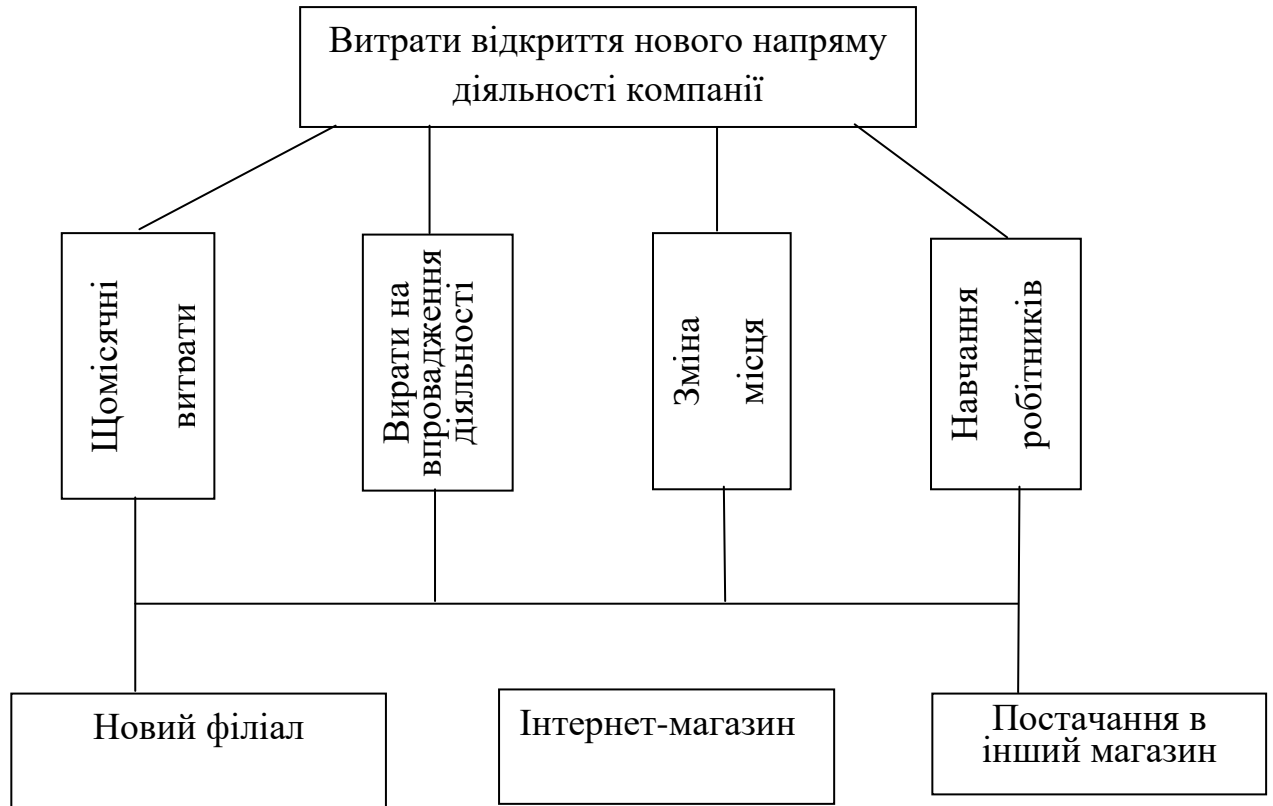 Витрати відкриття нового напряму
діяльності компанії
Щомісячні
витрати
Вирати на
впровадження
діяльності
Зміна
місця
Навчання
робітників
Новий філіал
Інтернет-магазин
Постачання в
інший магазин